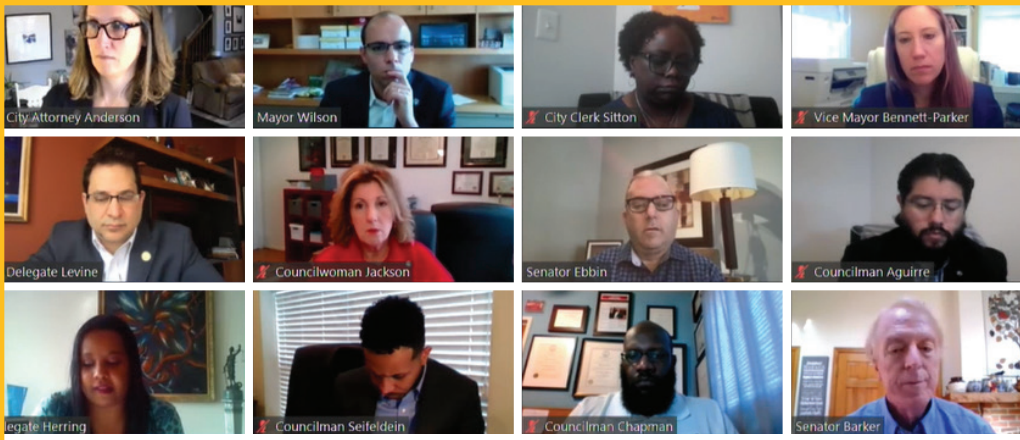 City Attorney Anderson
Mayor Wilson
City Clerk Sitton
Vice Mayor Bennett-Parker
Delegate Levine
Councilwoman Jackson
Senator Ebbin
Councilman Aguirre
legate Herring
Councilman Seifeldein
Councilman Chapman
Senator Barker